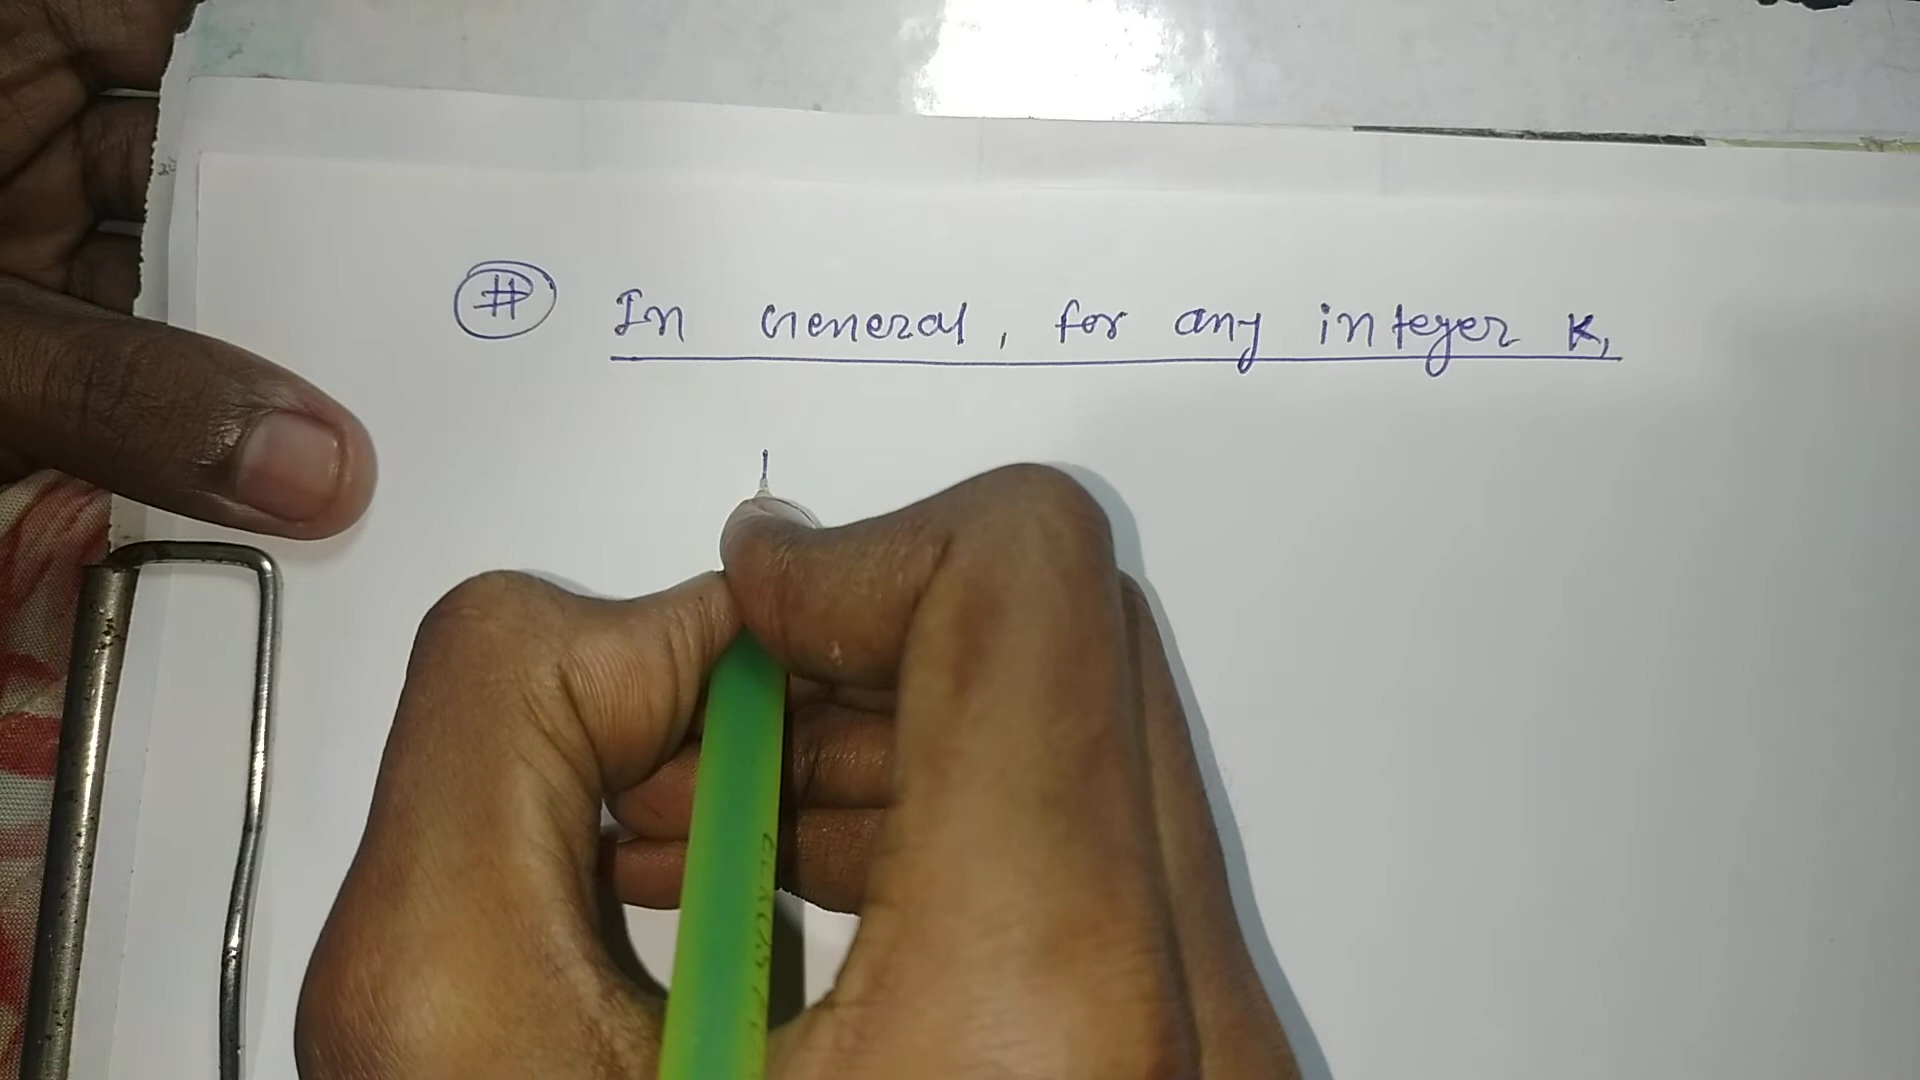 # In General, for any integer K,